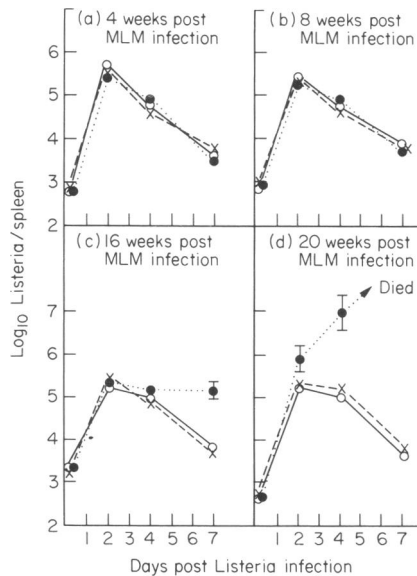 (a) 4 weeks post
MLM infection
(b) 8 weeks post
MLM infection
6
5
4
3
2
(c) 16 weeks post
MLM infection
(d) 20 weeks post
MLM infection
Died
7
6
5
4
3
2
1 2 3 4 5 6 7
1 2 3 4 5 6 7
Log10 Listeria/spleen
Days post Listeria infection